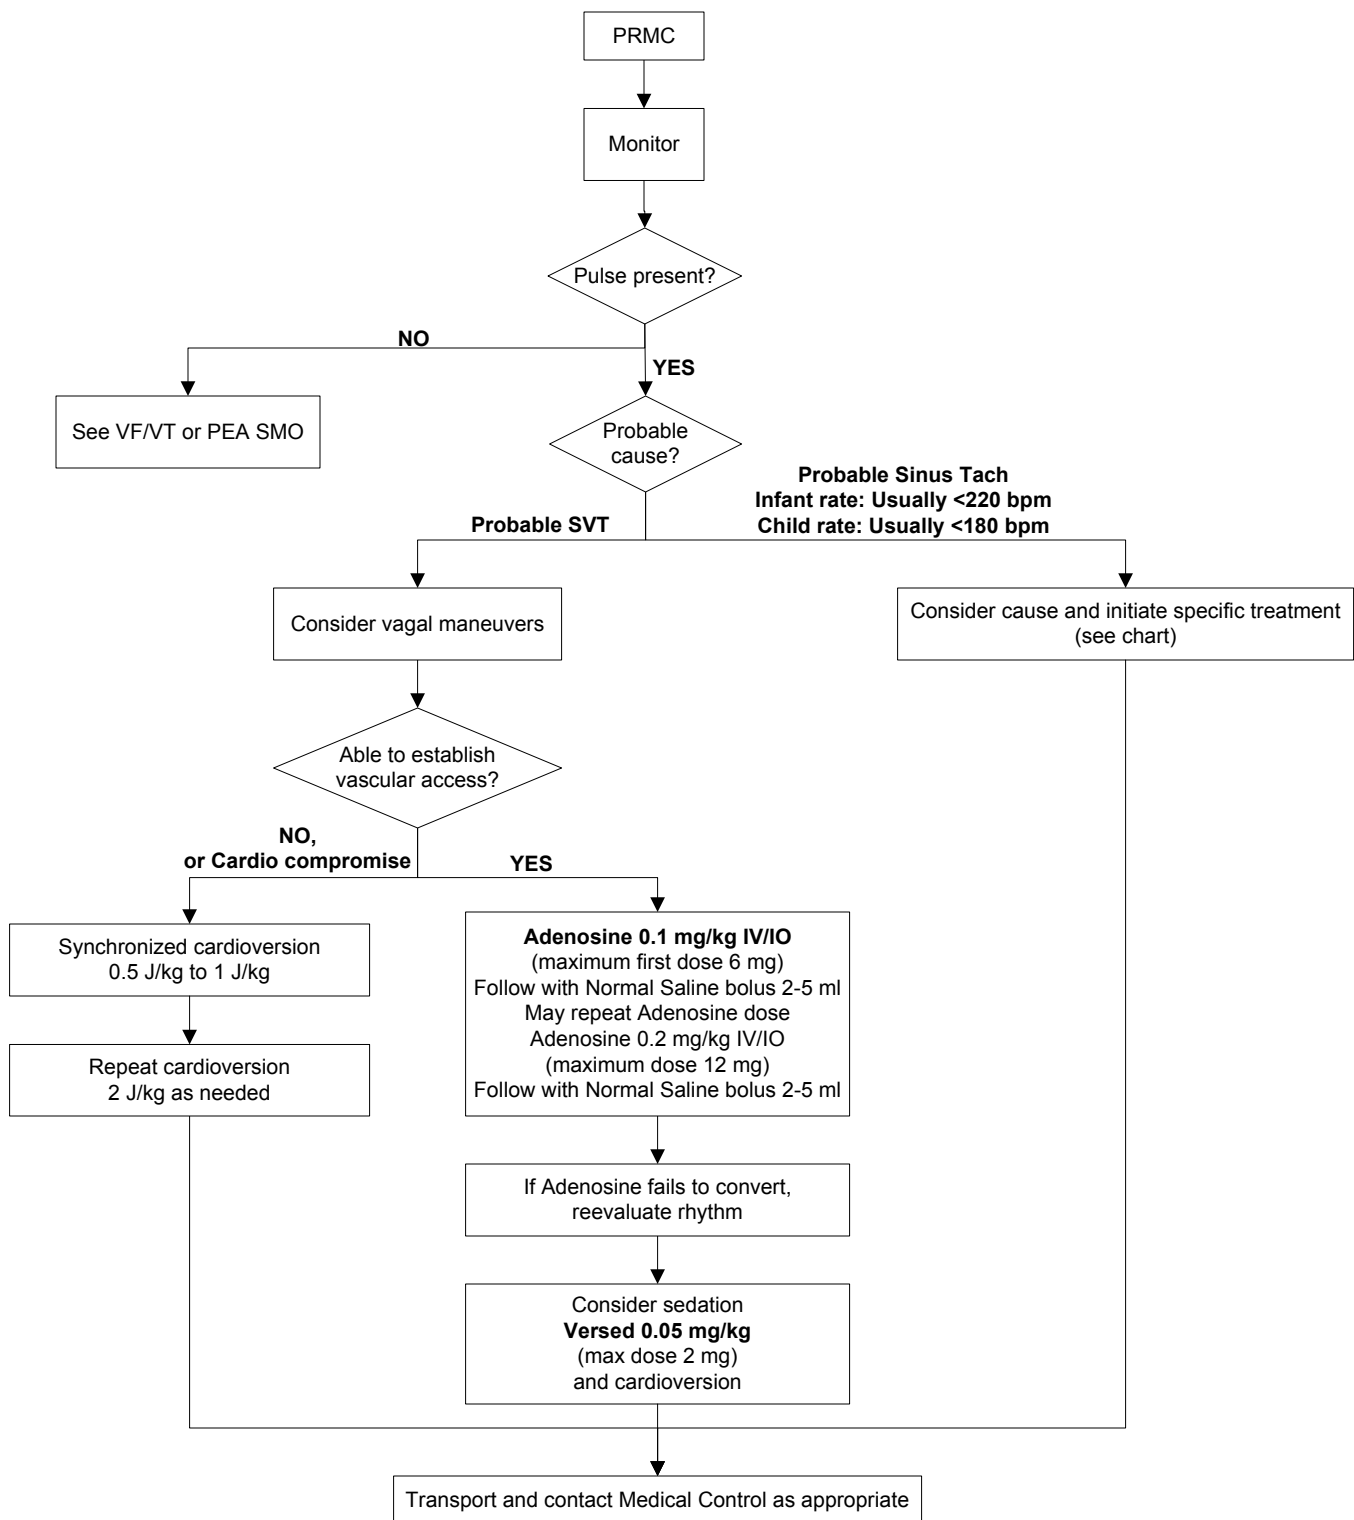 PRMC
Monitor
Pulse present?
NO
YES
See VF/VT or PEA SMO
Probable
cause?
Probable Sinus Tach
Infant rate: Usually <220 bpm
Child rate: Usually <180 bpm
Probable SVT
Consider vagal maneuvers
Consider cause and initiate specific treatment
(see chart)
Able to establish
vascular access?
NO,
or Cardio compromise
YES
Synchronized cardioversion
0.5 J/kg to 1 J/kg
Repeat cardioversion
2 J/kg as needed
Adenosine 0.1 mg/kg IV/IO
(maximum first dose 6 mg)
Follow with Normal Saline bolus 2-5 ml
May repeat Adenosine dose
Adenosine 0.2 mg/kg IV/IO
(maximum dose 12 mg)
Follow with Normal Saline bolus 2-5 ml
If Adenosine fails to convert,
reevaluate rhythm
Consider sedation
Versed 0.05 mg/kg
(max dose 2 mg)
and cardioversion
Transport and contact Medical Control as appropriate